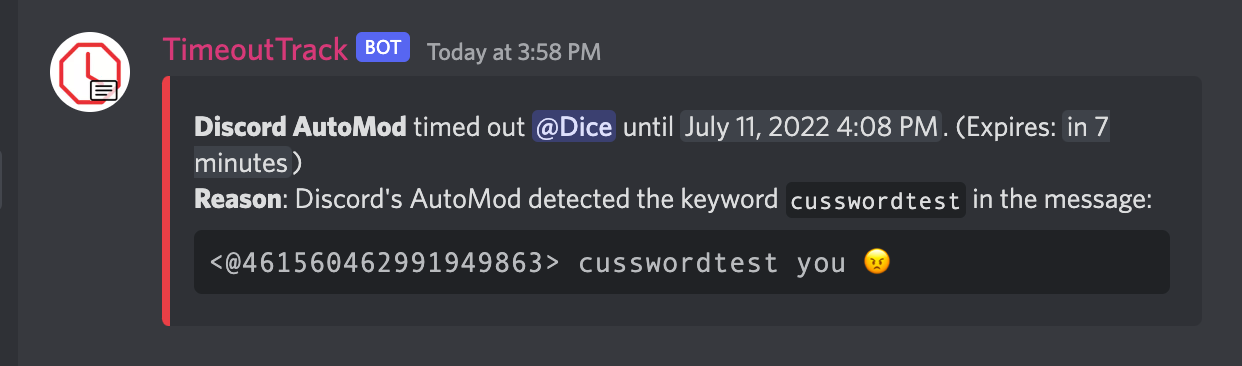 TimeoutTrack BOT Today at 3:58 PM
Discord AutoMod timed out @Dice until July 11, 2022 4:08 PM. (Expires: in 7
minutes)
Reason: Discord's AutoMod detected the keyword cusswordtest in the message:
<@461560462991949863> cusswordtest you 😠